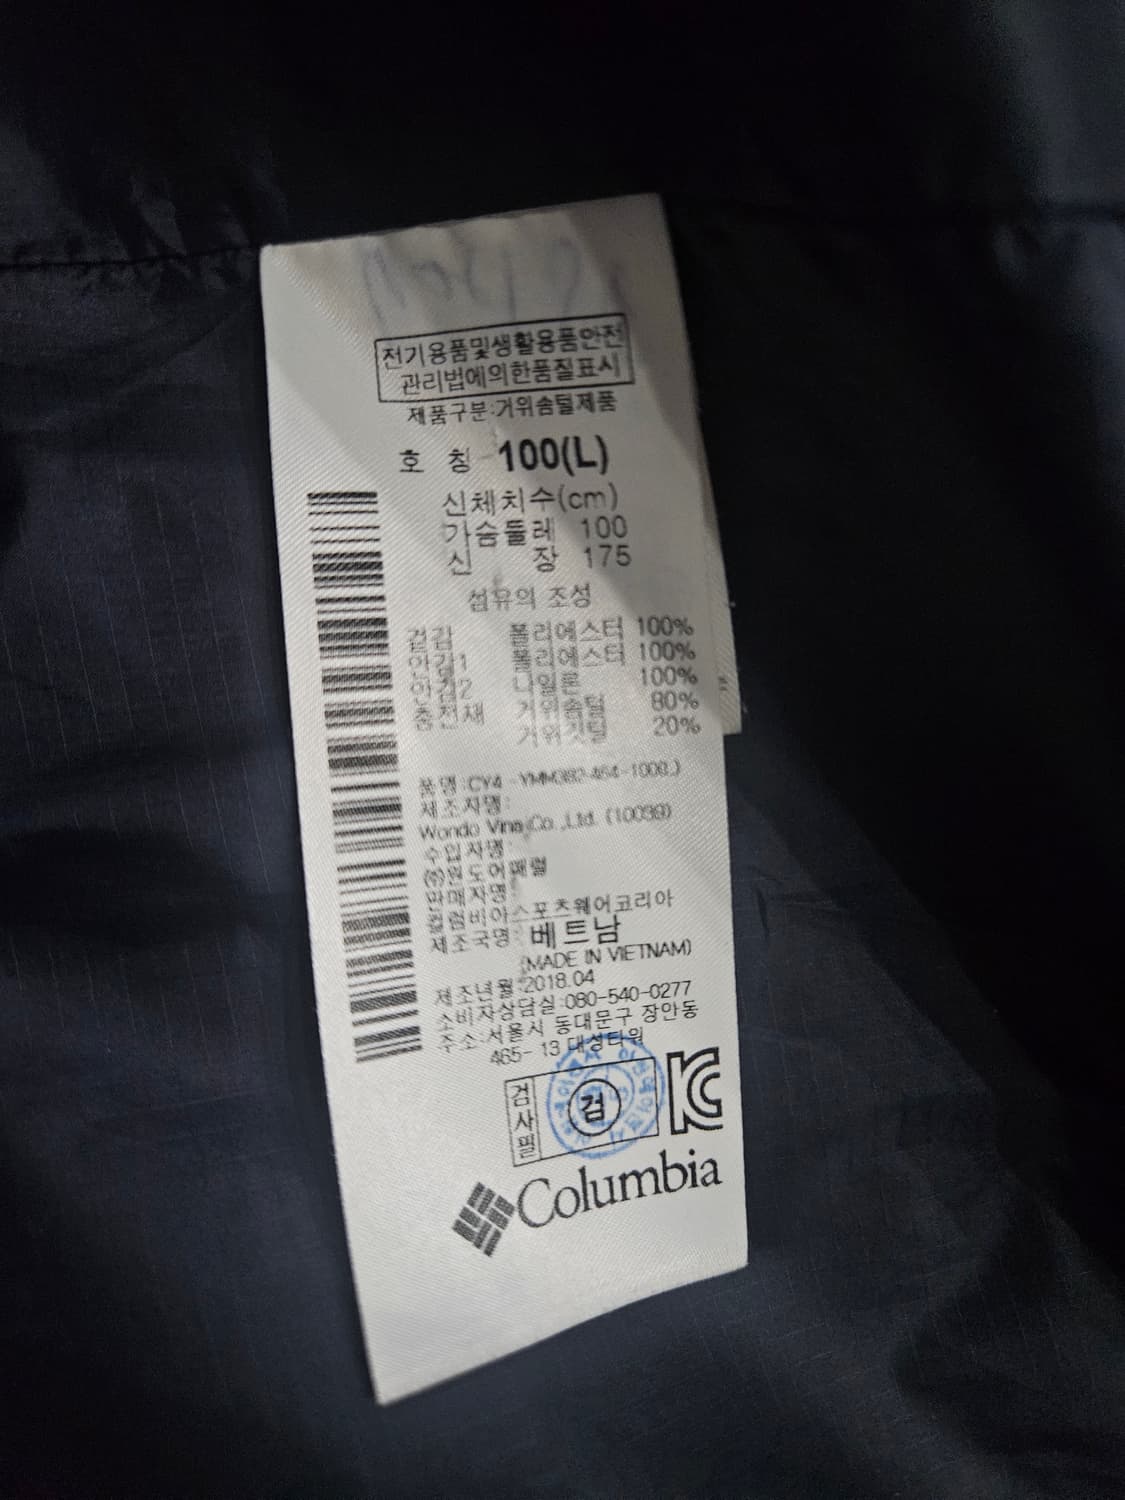 전기용품및생활용품안전
관리법에의한품질표시
제품구분:거위솜털제품
호 칭 100(L)
신체치수(cm)
가슴둘레 100
신 장 175
섬유의 조성
겉감 폴리에스터 100%
안감1 폴리에스터 100%
안감2 나일론 100%
충전재 거위솜털 80%
거위깃털 20%
품명:CY4 -YMM382-464-100(L)
제조자명:
Wondo Vina Co.,Ltd. (10039)
수입자명:
㈜원도어패럴
판매자명:
컬럼비아스포츠웨어코리아
제조국명:베트남
(MADE IN VIETNAM)
제조년월:2018.04
소비자상담실:080-540-0277
주소:서울시 동대문구 장안동
465-13 대성타워
검사필 검
KC
Columbia